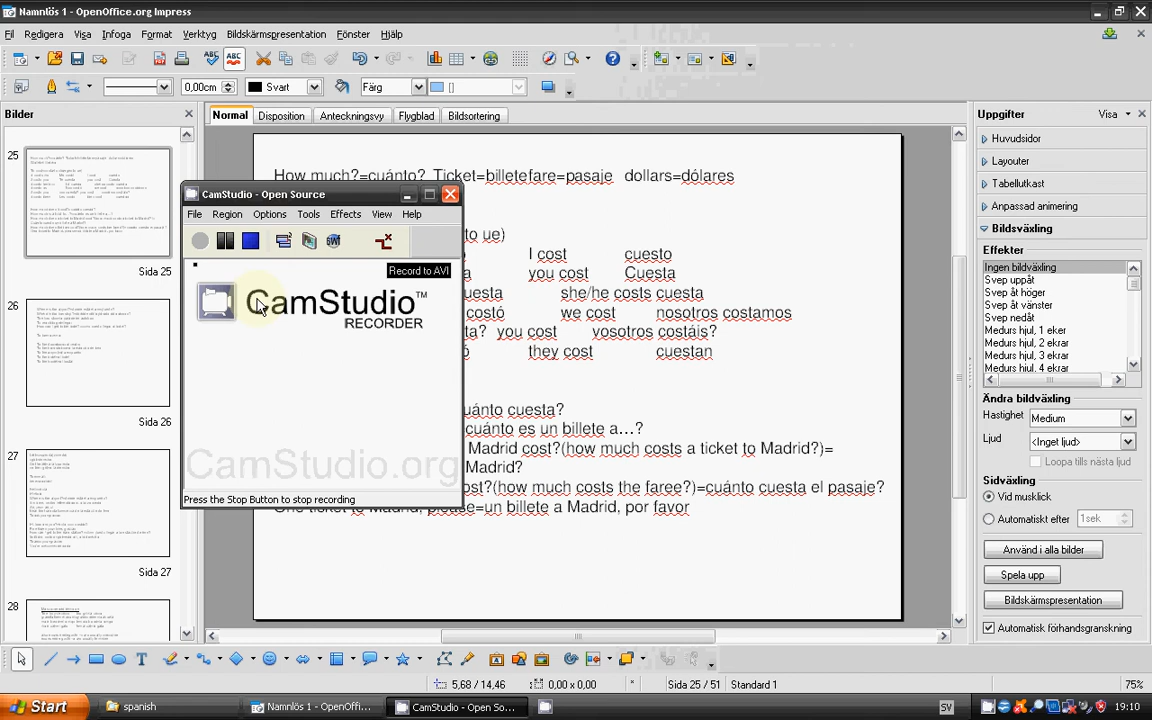 Namnlös 1 - OpenOffice.org Impress
Fil Redigera Visa Infoga Format Verktyg Bildskärmspresentation Fönster Hjälp
0,00cm Svart Färg []
Bilder
Normal Disposition Anteckningsvy Flygblad Bildsortering
Uppgifter Visa
25
Sida 25
26
Sida 26
27
Sida 27
28
How much?=cuánto? Ticket=billetefare=pasaje dollars=dólares
to ue)
I cost cuesto
a you cost Cuesta
uesta she/he costs cuesta
costó we cost nosotros costamos
ta? you cost vosotros costáis?
ó they cost cuestan
uánto cuesta?
cuánto es un billete a…?
Madrid cost?(how much costs a ticket to Madrid?)=
Madrid?
ost?(how much costs the faree?)=cuánto cuesta el pasaje?
One ticket to Madrid, please=un billete a Madrid, por favor
CamStudio - Open Source
File Region Options Tools Effects View Help
SWF
Record to AVI
CamStudio™
RECORDER
CamStudio.org
Press the Stop Button to stop recording
Huvudsidor
Layouter
Tabellutkast
Anpassad animering
Bildsväxling
Effekter
Ingen bildväxling
Svep uppåt
Svep åt höger
Svep åt vänster
Svep nedåt
Medurs hjul, 1 eker
Medurs hjul, 2 ekrar
Medurs hjul, 3 ekrar
Medurs hjul, 4 ekrar
Ändra bildväxling
Hastighet Medium
Ljud <Inget ljud>
Loopa tills nästa ljud
Sidväxling
Vid musklick
Automatiskt efter 1sek
Använd i alla bilder
Spela upp
Bildskärmspresentation
Automatisk förhandsgranskning
5,68 / 14,46 0,00 x 0,00 * Sida 25 / 51 Standard 1 75%
Start spanish Namnlös 1 - OpenOffi... CamStudio - Open So... SV 19:10